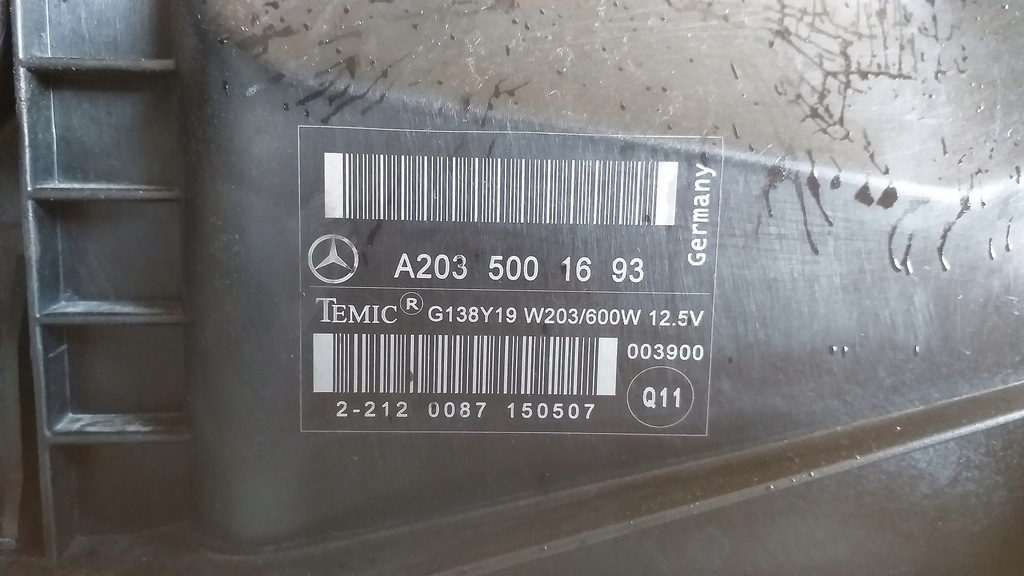 Germany
A203 500 16 93
TEMIC® G138Y19 W203/600W 12.5V
003900
2-212 0087 150507
Q11